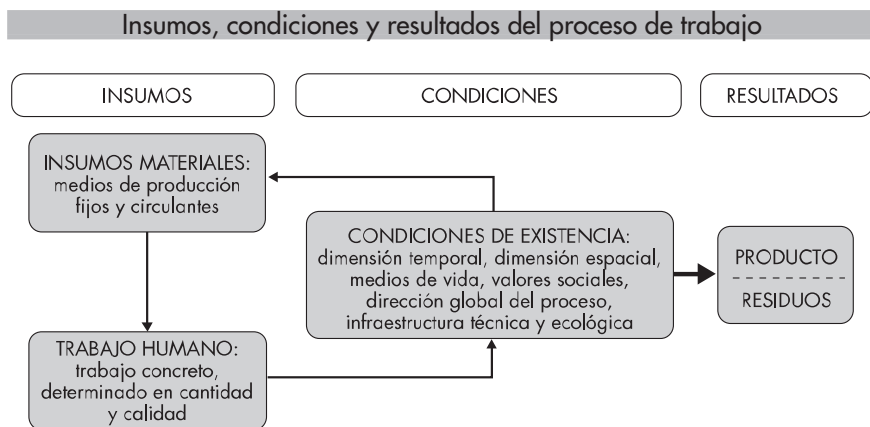 Insumos, condiciones y resultados del proceso de trabajo
INSUMOS
CONDICIONES
RESULTADOS
INSUMOS MATERIALES:
medios de producción
fijos y circulantes
CONDICIONES DE EXISTENCIA:
dimensión temporal, dimensión espacial,
medios de vida, valores sociales,
dirección global del proceso,
infraestructura técnica y ecológica
PRODUCTO
RESIDUOS
TRABAJO HUMANO:
trabajo concreto,
determinado en cantidad
y calidad